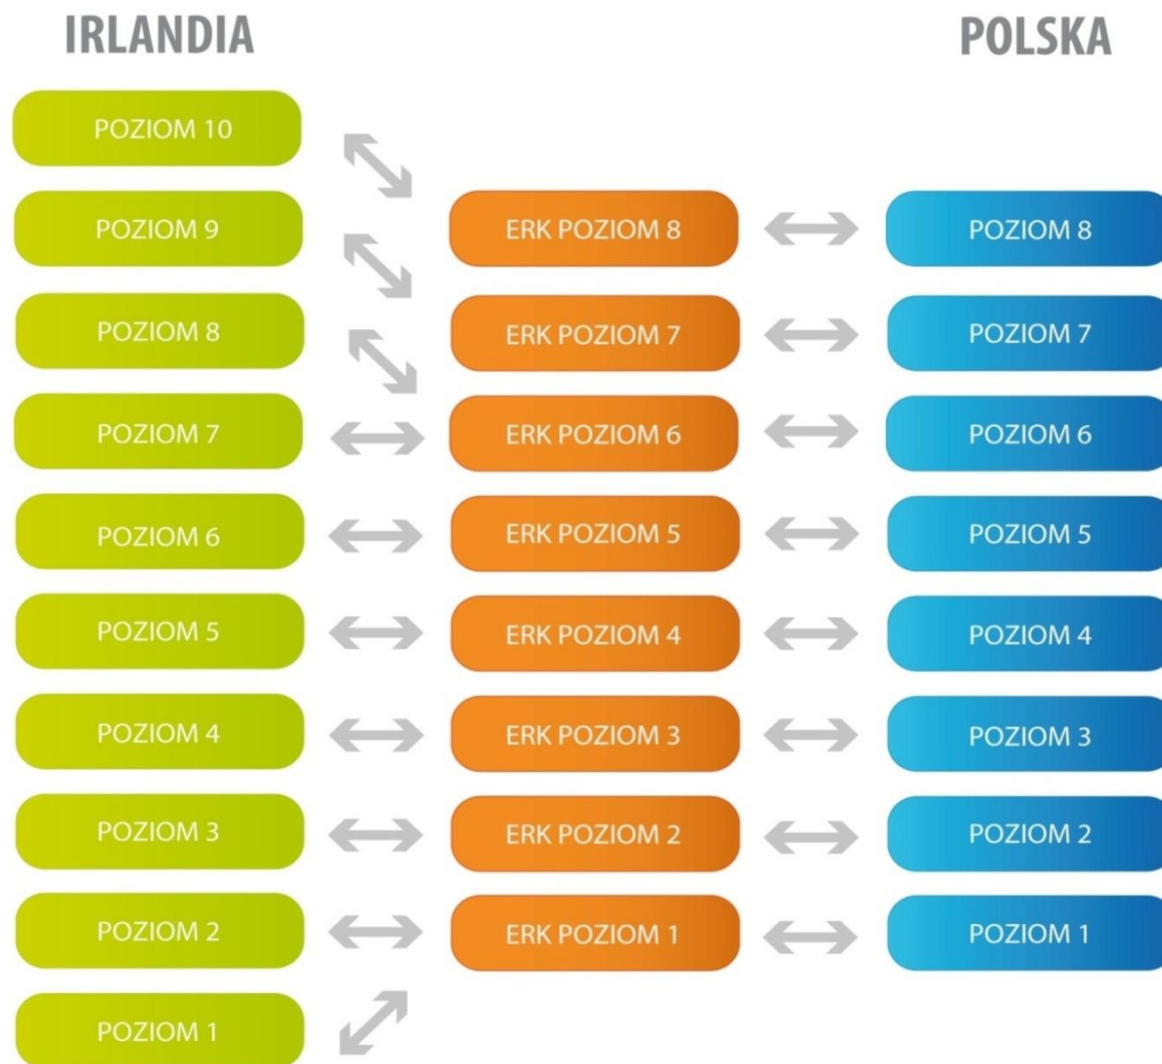 IRLANDIA POLSKA
POZIOM 10
POZIOM 9 ERK POZIOM 8 POZIOM 8
POZIOM 8 ERK POZIOM 7 POZIOM 7
POZIOM 7 ERK POZIOM 6 POZIOM 6
POZIOM 6 ERK POZIOM 5 POZIOM 5
POZIOM 5 ERK POZIOM 4 POZIOM 4
POZIOM 4 ERK POZIOM 3 POZIOM 3
POZIOM 3 ERK POZIOM 2 POZIOM 2
POZIOM 2 ERK POZIOM 1 POZIOM 1
POZIOM 1